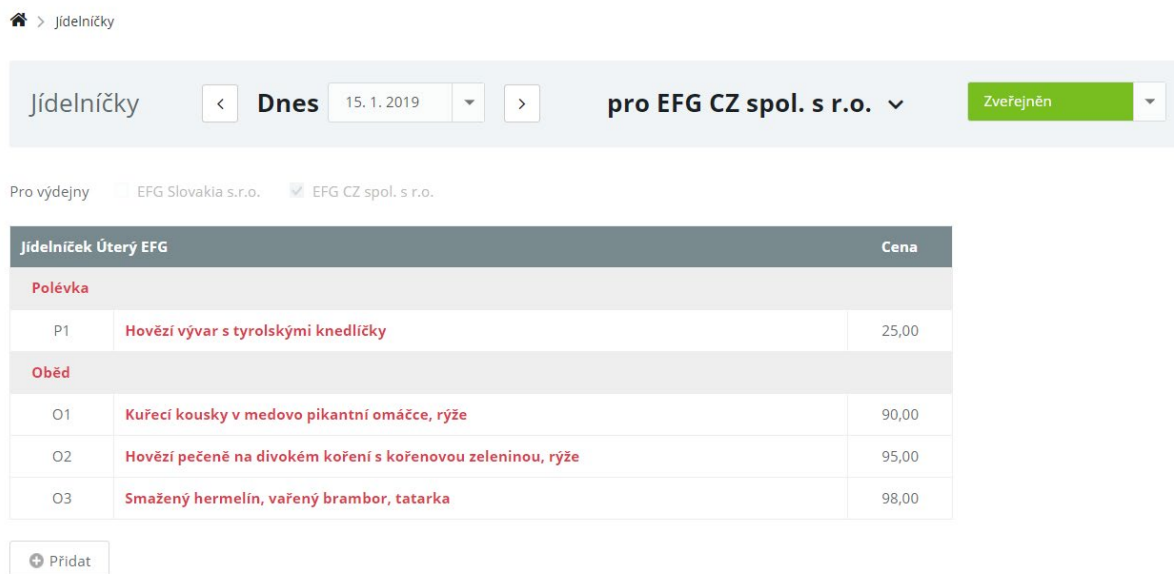 > Jídelníčky
Jídelníčky < Dnes 15. 1. 2019 > pro EFG CZ spol. s r.o. Zveřejněn
Pro výdejny EFG Slovakia s.r.o. EFG CZ spol. s r.o.
Jídelníček Úterý EFG Cena
Polévka
P1 Hovězí vývar s tyrolskými knedlíčky 25,00
Oběd
O1 Kuřecí kousky v medovo pikantní omáčce, rýže 90,00
O2 Hovězí pečeně na divokém koření s kořenovou zeleninou, rýže 95,00
O3 Smažený hermelín, vařený brambor, tatarka 98,00
Přidat